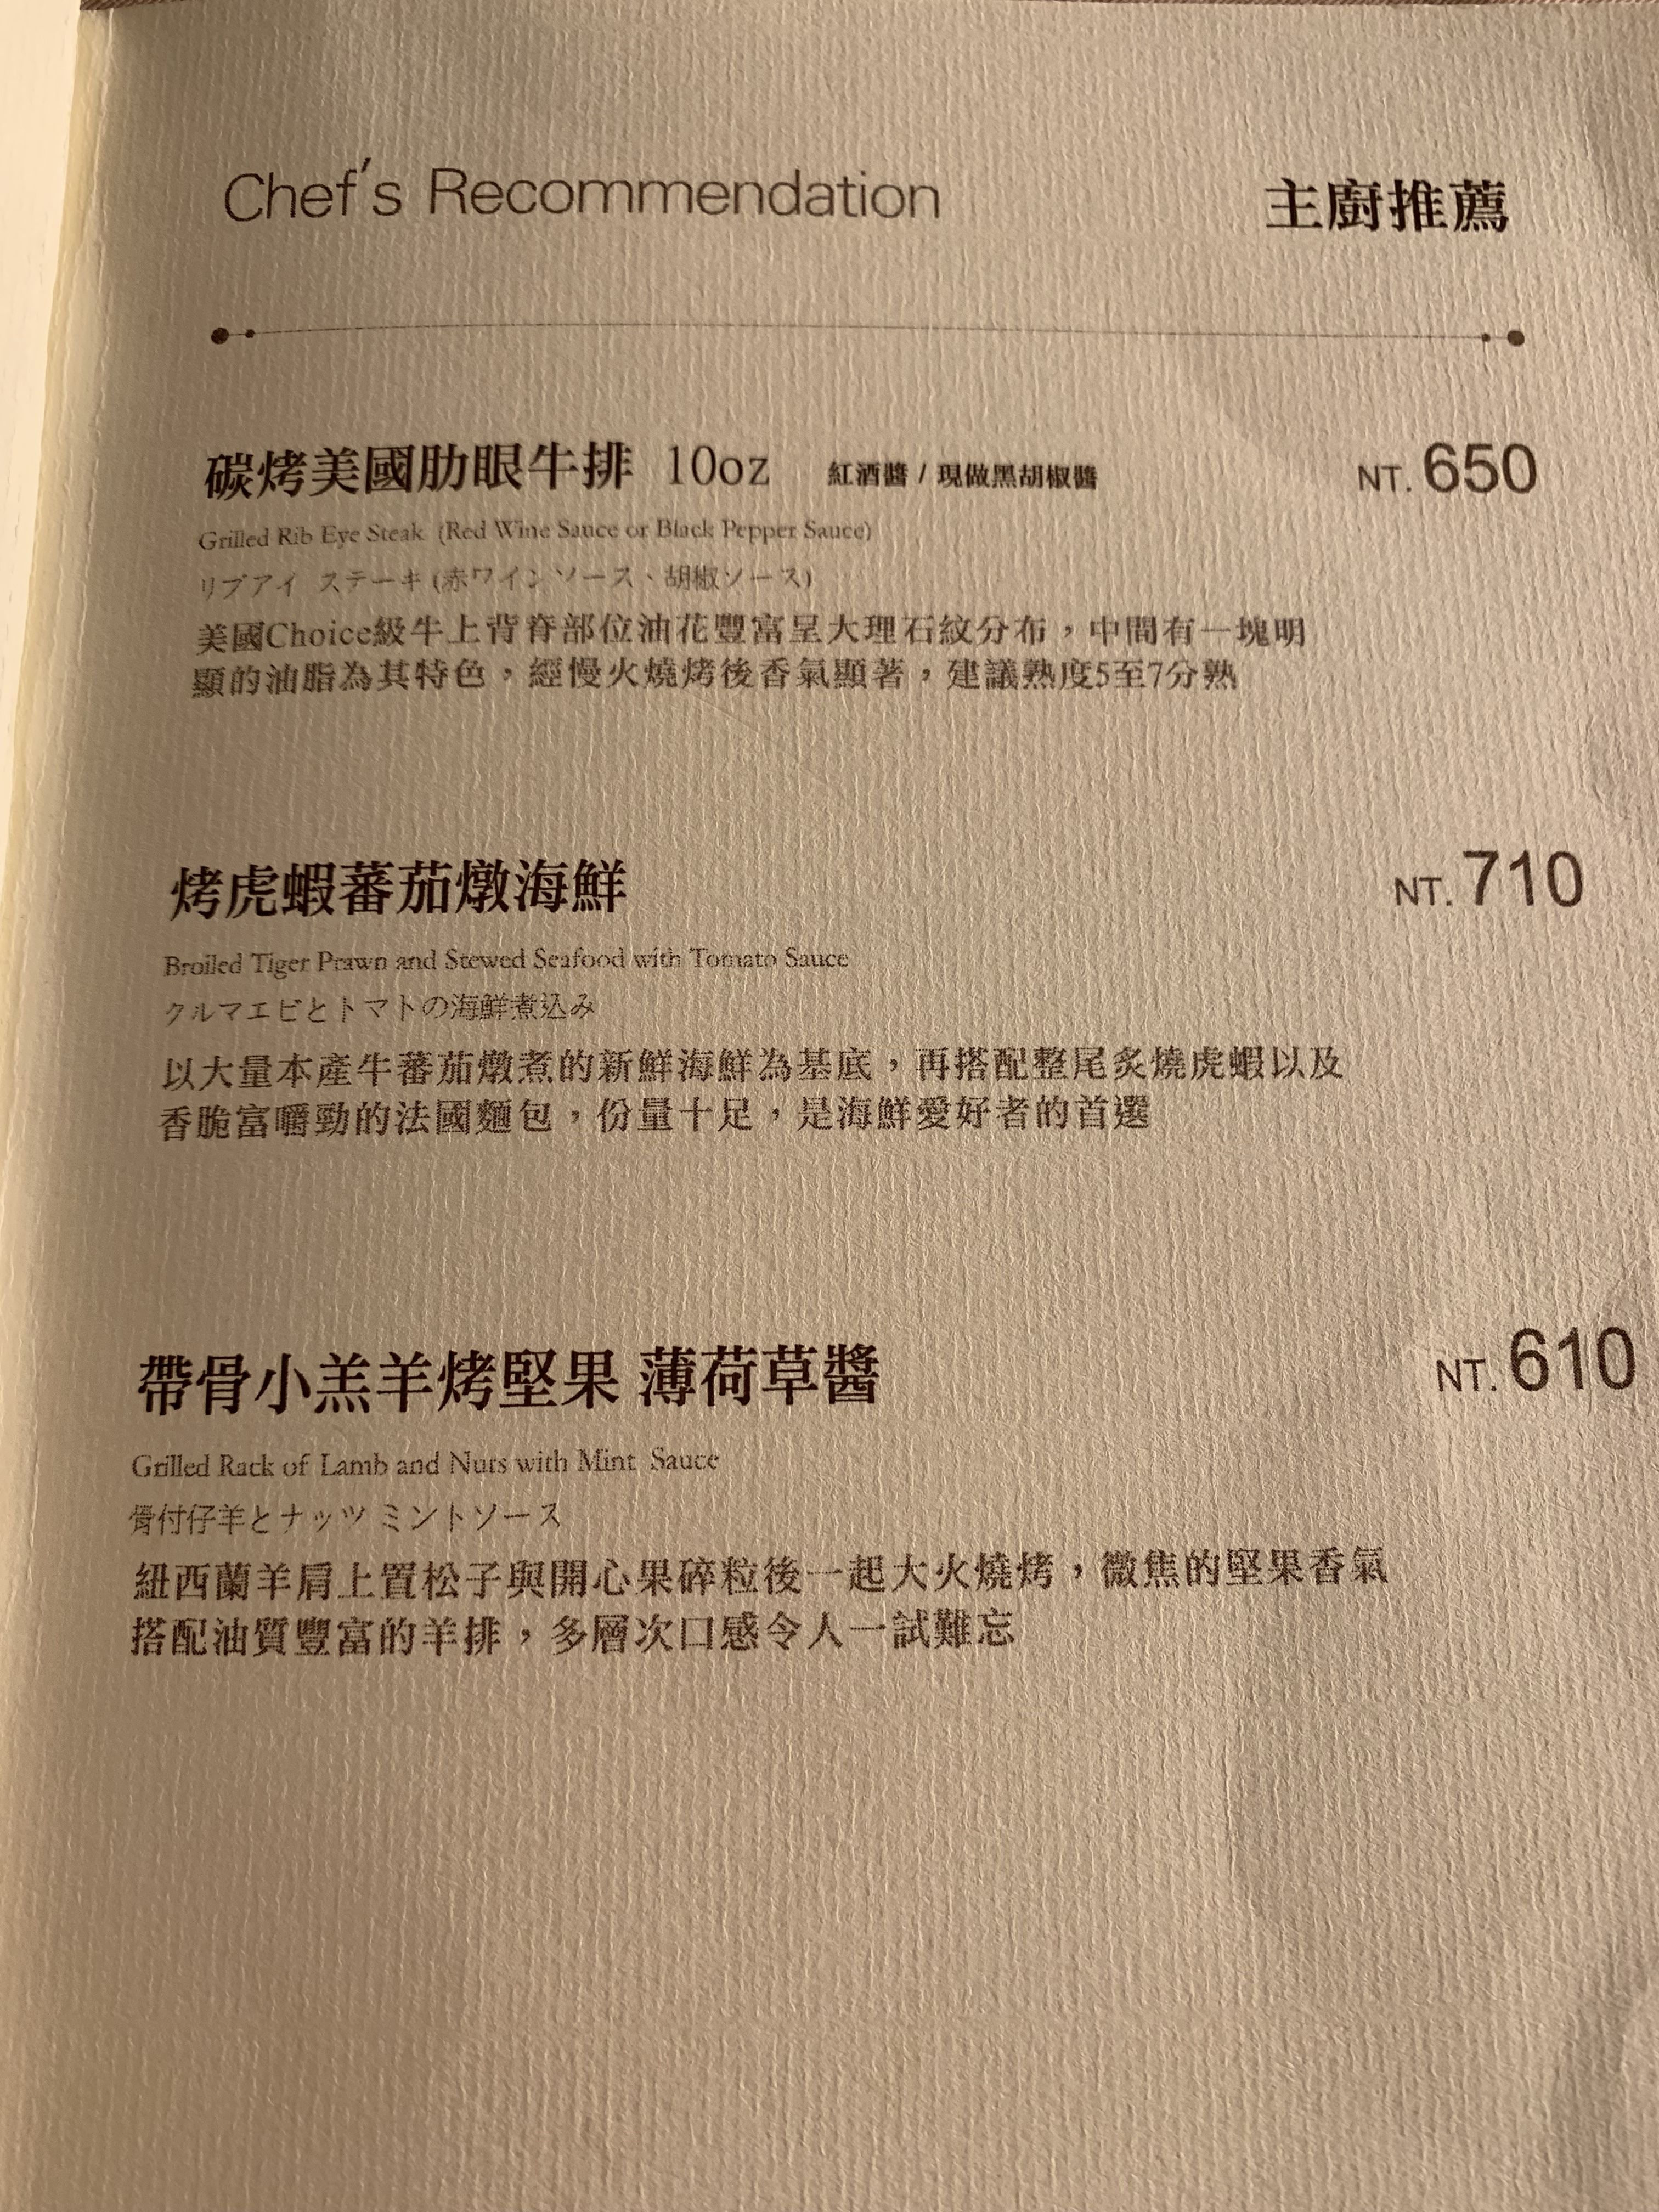 Chef's Recommendation 主廚推薦
碳烤美國肋眼牛排 10oz 紅酒醬 / 現做黑胡椒醬 NT. 650
Grilled Rib Eye Steak (Red Wine Sauce or Black Pepper Sauce)
リブアイ ステーキ (赤ワインソース、胡椒ソース)
美國Choice級牛上背脊部位油花豐富呈大理石紋分布，中間有一塊明
顯的油脂為其特色，經慢火燒烤後香氣顯著，建議熟度5至7分熟
烤虎蝦蕃茄燉海鮮 NT. 710
Broiled Tiger Prawn and Stewed Seafood with Tomato Sauce
クルマエビとトマトの海鮮煮込み
以大量本產牛蕃茄燉煮的新鮮海鮮為基底，再搭配整尾炙燒虎蝦以及
香脆富嚼勁的法國麵包，份量十足，是海鮮愛好者的首選
帶骨小羔羊烤堅果 薄荷草醬 NT. 610
Grilled Rack of Lamb and Nuts with Mint Sauce
骨付仔羊とナッツ ミントソース
紐西蘭羊肩上置松子與開心果碎粒後一起大火燒烤，微焦的堅果香氣
搭配油質豐富的羊排，多層次口感令人一試難忘